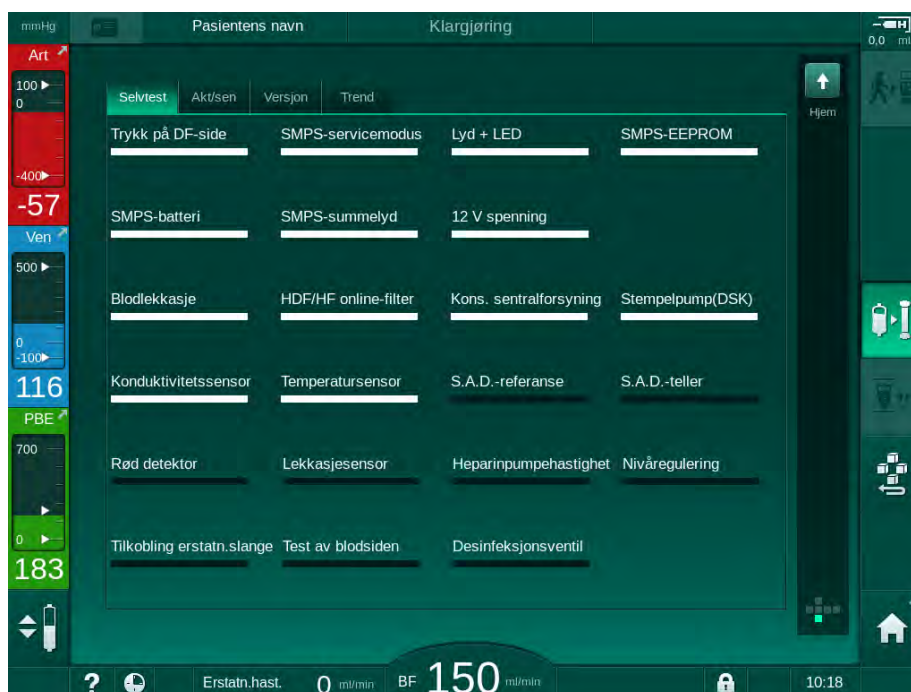 mmHg
Pasientens navn
Klargjøring
0,0 ml
Art
100
0
-400
-57
Ven
500
0
-100
116
PBE
700
0
183
Selvtest
Akt/sen
Versjon
Trend
Hjem
Trykk på DF-side
SMPS-servicemodus
Lyd + LED
SMPS-EEPROM
SMPS-batteri
SMPS-summelyd
12 V spenning
Blodlekkasje
HDF/HF online-filter
Kons. sentralforsyning
Stempelpump(DSK)
Konduktivitetssensor
Temperatursensor
S.A.D.-referanse
S.A.D.-teller
Rød detektor
Lekkasjesensor
Heparinpumpehastighet
Nivåregulering
Tilkobling erstatn.slange
Test av blodsiden
Desinfeksjonsventil
?
Erstatn.hast.
0 ml/min
BF 150 ml/min
10:18